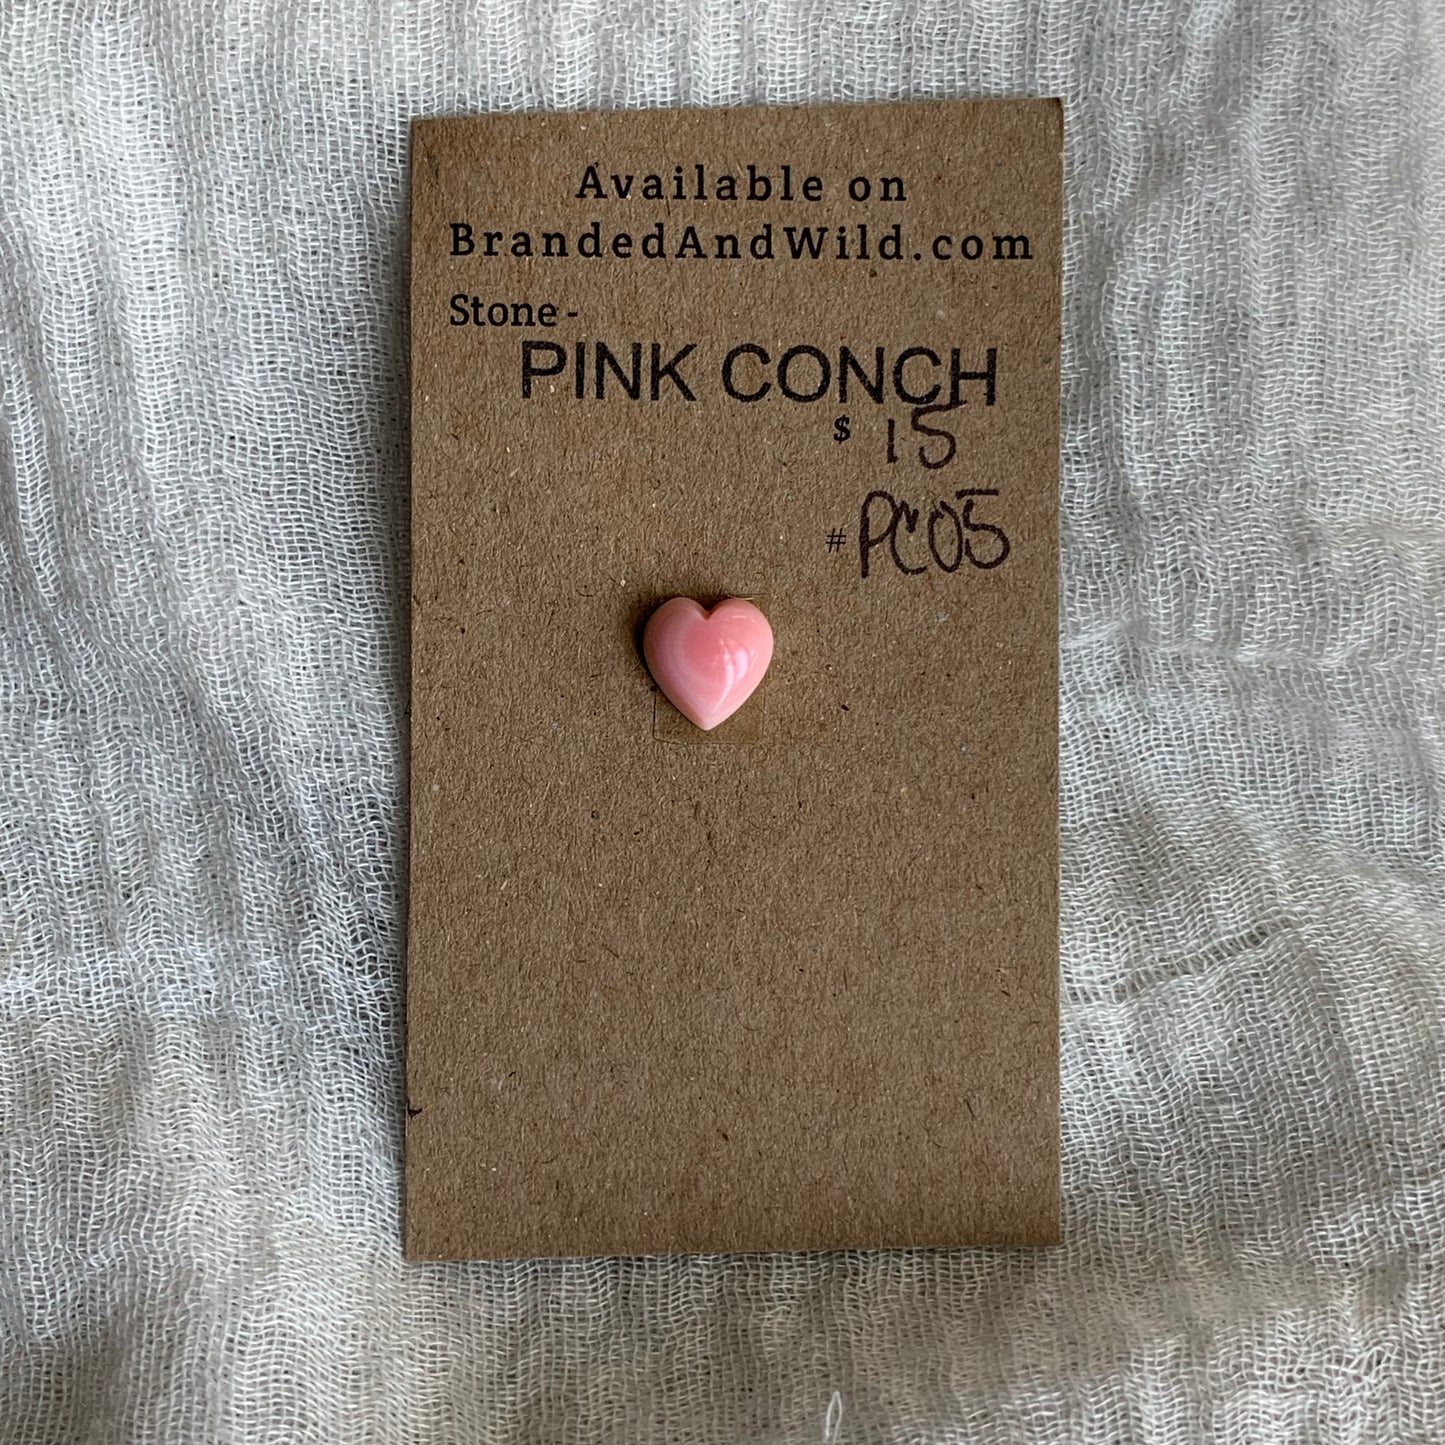 Available on
BrandedAndWild.com
Stone -
PINK CONCH
$ 15
# PC05